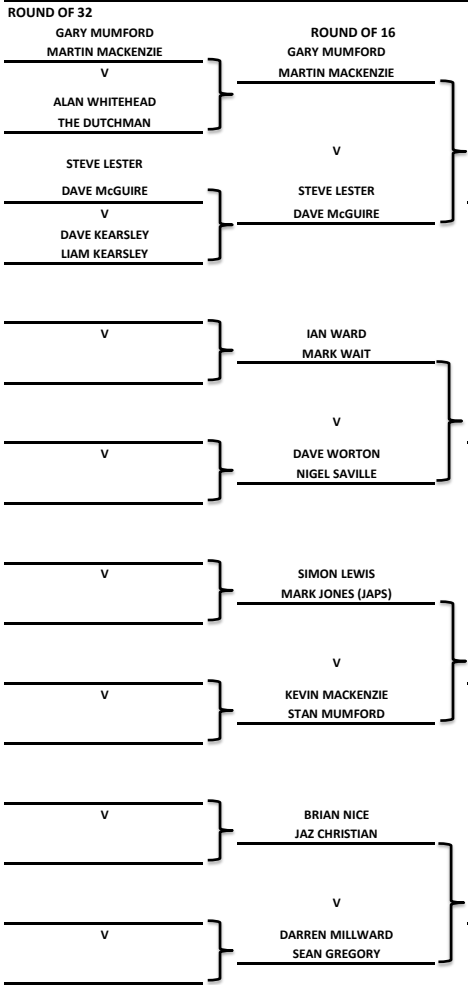 ROUND OF 32
GARY MUMFORD
MARTIN MACKENZIE
V
ALAN WHITEHEAD
THE DUTCHMAN
STEVE LESTER
DAVE McGUIRE
V
DAVE KEARSLEY
LIAM KEARSLEY
V
V
V
V
V
V
ROUND OF 16
GARY MUMFORD
MARTIN MACKENZIE
V
STEVE LESTER
DAVE McGUIRE
IAN WARD
MARK WAIT
V
DAVE WORTON
NIGEL SAVILLE
SIMON LEWIS
MARK JONES (JAPS)
V
KEVIN MACKENZIE
STAN MUMFORD
BRIAN NICE
JAZ CHRISTIAN
V
DARREN MILLWARD
SEAN GREGORY